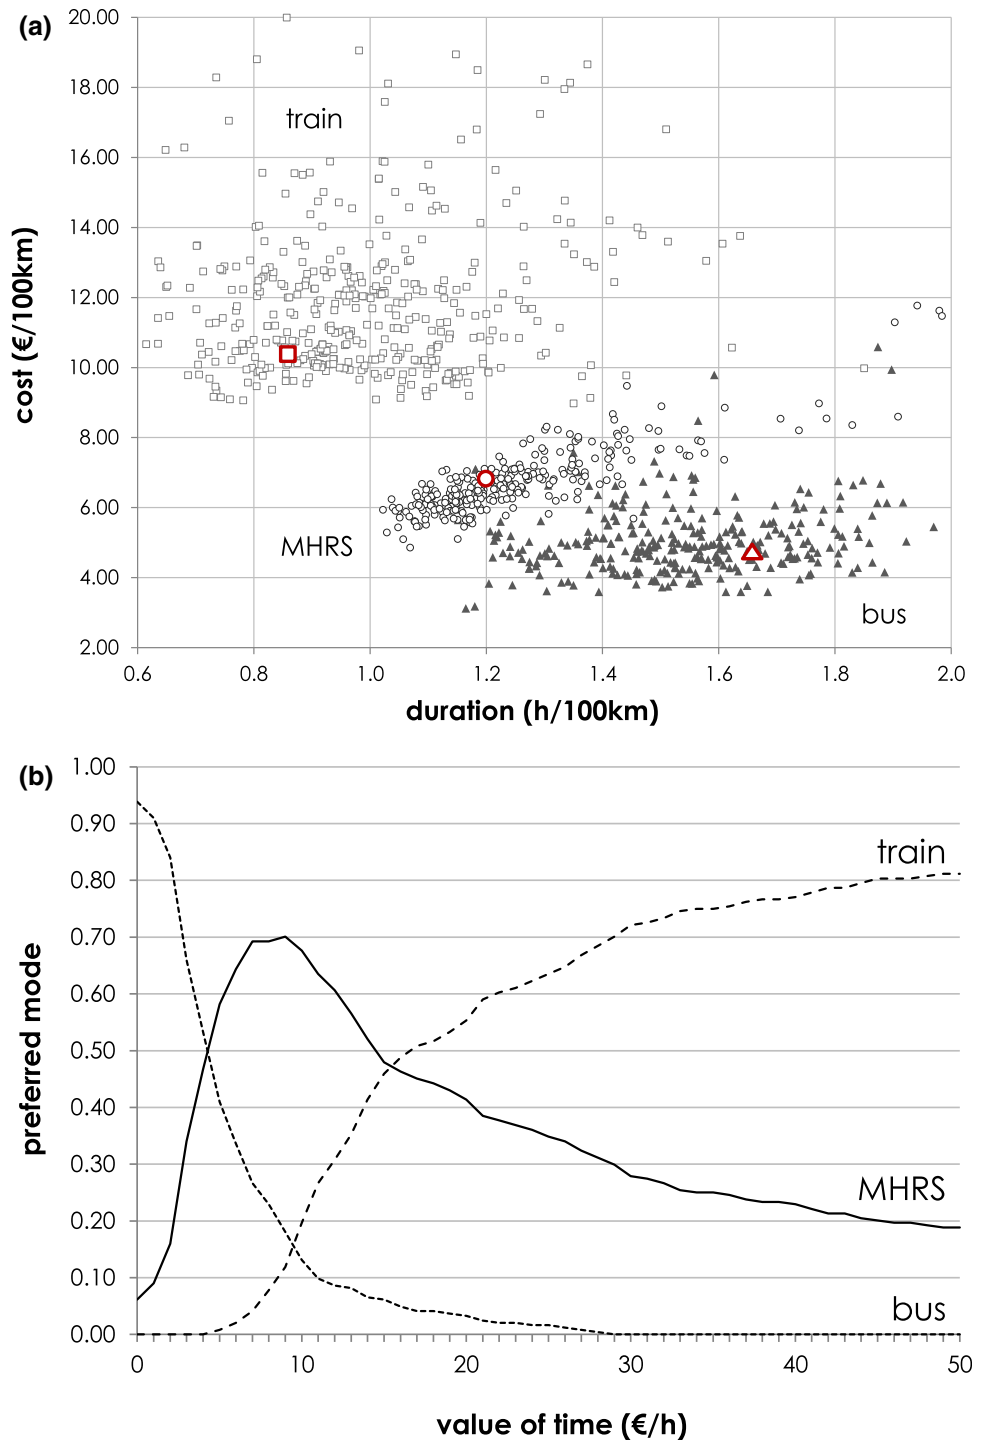 (a)
20.00
18.00
16.00
14.00
12.00
10.00
8.00
6.00
4.00
2.00
cost (€/100km)
train
MHRS
bus
0.6 0.8 1.0 1.2 1.4 1.6 1.8 2.0
duration (h/100km)
(b)
1.00
0.90
0.80
0.70
0.60
0.50
0.40
0.30
0.20
0.10
0.00
preferred mode
train
MHRS
bus
0 10 20 30 40 50
value of time (€/h)